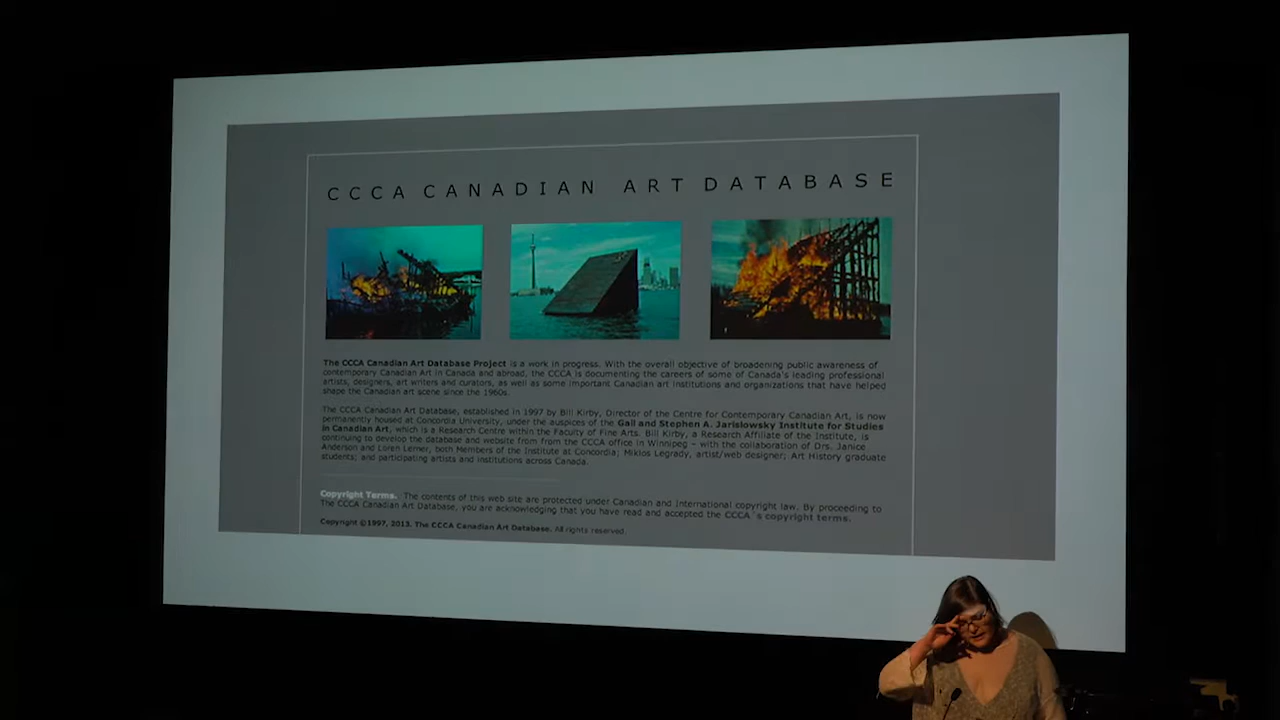 CCCA CANADIAN ART DATABASE
The CCCA Canadian Art Database Project is a work in progress. With the overall objective of broadening public awareness of
contemporary Canadian Art in Canada and abroad, the CCCA is documenting the careers of some of Canada's leading professional
artists, designers, art writers and curators, as well as some important Canadian art institutions and organizations that have helped
shape the Canadian art scene since the 1960s.
The CCCA Canadian Art Database, established in 1997 by Bill Kirby, Director of the Centre for Contemporary Canadian Art, is now
permanently housed at Concordia University, under the auspices of the Gail and Stephen A. Jarislowsky Institute for Studies
in Canadian Art, which is a Research Centre within the Faculty of Fine Arts. Bill Kirby, a Research Affiliate of the Institute, is
continuing to develop the database and website from from the CCCA office in Winnipeg – with the collaboration of Drs. Janice
Anderson and Loren Lerner, both Members of the Institute at Concordia; Miklos Legrady, artist/web designer; Art History graduate
students; and participating artists and institutions across Canada.
Copyright Terms. The contents of this web site are protected under Canadian and International copyright law. By proceeding to
The CCCA Canadian Art Database, you are acknowledging that you have read and accepted the CCCA's copyright terms.
Copyright ©1997, 2013. The CCCA Canadian Art Database. All rights reserved.